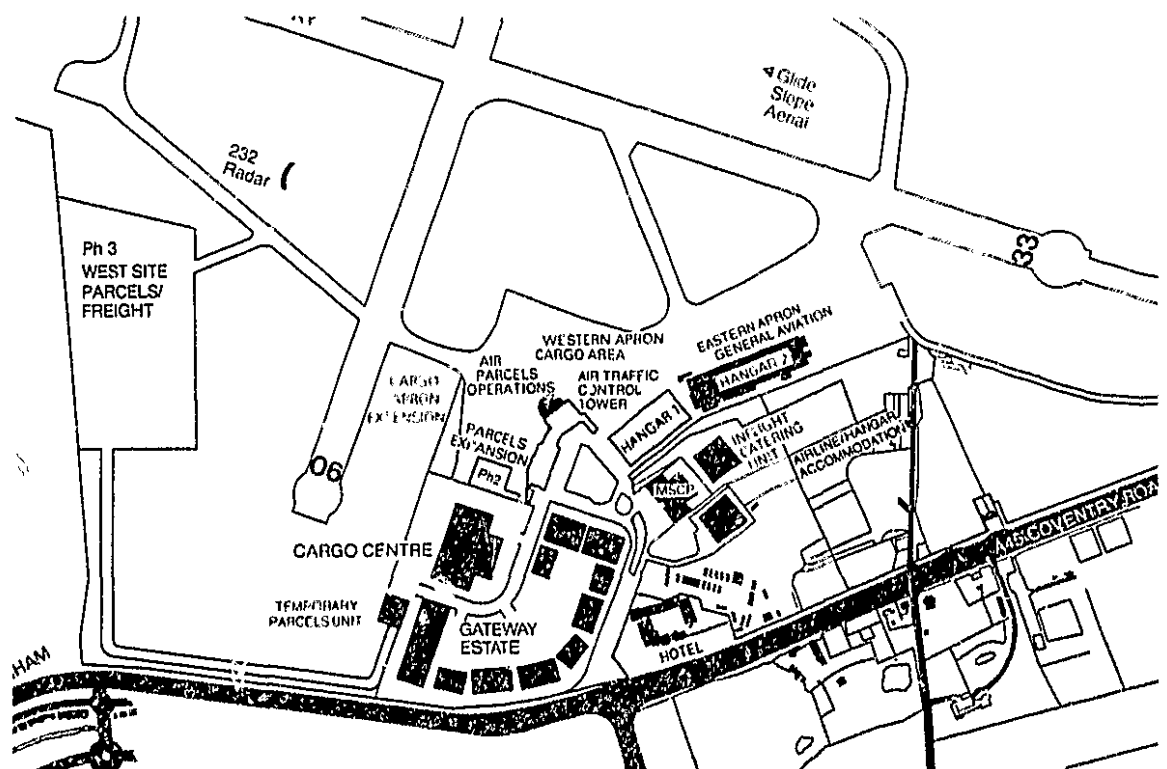 Glide
Slope
Aerial
232
Radar
33
Ph 3
WEST SITE
PARCELS/
FREIGHT
WESTERN APRON
CARGO AREA
EASTERN APRON
GENERAL AVIATION
HANGAR 2
AIR
PARCELS
OPERATIONS
AIR TRAFFIC
CONTROL
TOWER
CARGO
APRON
EXTENSION
HANGAR 1
PARCELS
EXPANSION
Ph2
INFLIGHT
CATERING
UNIT
AIRLINE/HANGAR
ACCOMMODATION
MSCP
06
CARGO CENTRE
A45 COVENTRY ROA
TEMPORARY
PARCELS UNIT
GATEWAY
ESTATE
HOTEL
HAM